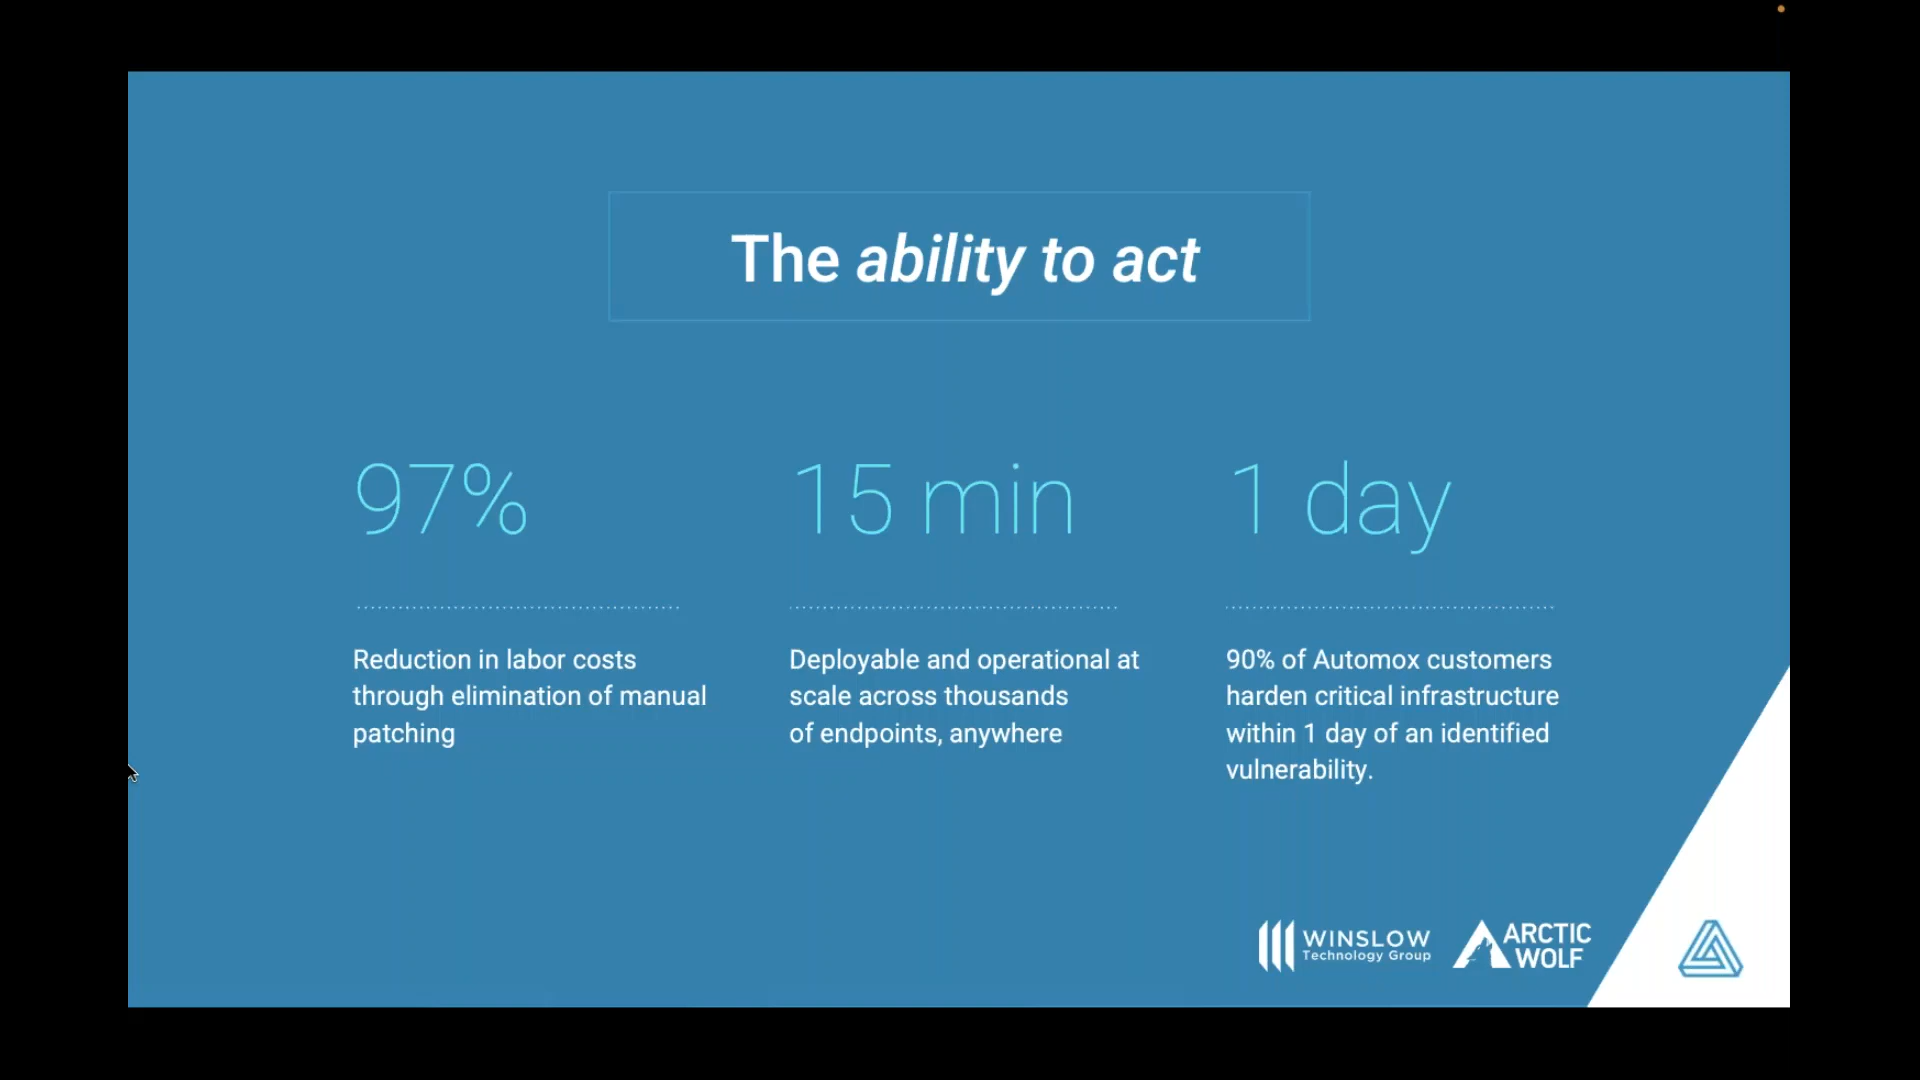 The ability to act
97%
Reduction in labor costs
through elimination of manual
patching
15 min
Deployable and operational at
scale across thousands
of endpoints, anywhere
1 day
90% of Automox customers
harden critical infrastructure
within 1 day of an identified
vulnerability.
WINSLOW
Technology Group
ARCTIC
WOLF